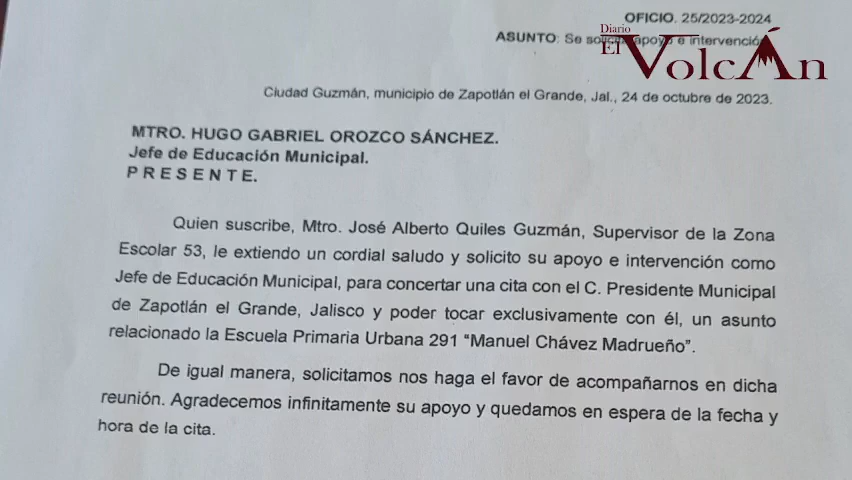 OFICIO. 25/2023-2024
ASUNTO: Se solicita apoyo e intervención
Diario
El Volcán
Ciudad Guzmán, municipio de Zapotlán el Grande, Jal., 24 de octubre de 2023.
MTRO. HUGO GABRIEL OROZCO SÁNCHEZ.
Jefe de Educación Municipal.
P R E S E N T E.
Quien suscribe, Mtro. José Alberto Quiles Guzmán, Supervisor de la Zona
Escolar 53, le extiendo un cordial saludo y solicito su apoyo e intervención como
Jefe de Educación Municipal, para concertar una cita con el C. Presidente Municipal
de Zapotlán el Grande, Jalisco y poder tocar exclusivamente con él, un asunto
relacionado la Escuela Primaria Urbana 291 “Manuel Chávez Madrueño”.
De igual manera, solicitamos nos haga el favor de acompañarnos en dicha
reunión. Agradecemos infinitamente su apoyo y quedamos en espera de la fecha y
hora de la cita.